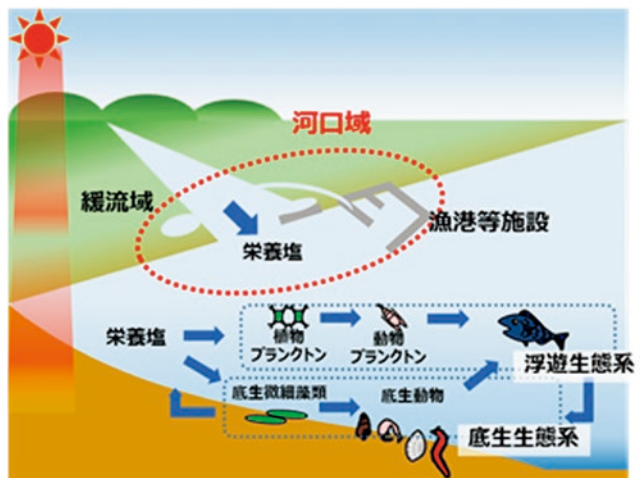 河口域
緩流域
漁港等施設
栄養塩
栄養塩
植物
プランクトン
動物
プランクトン
浮遊生態系
底生微細藻類
底生動物
底生生態系